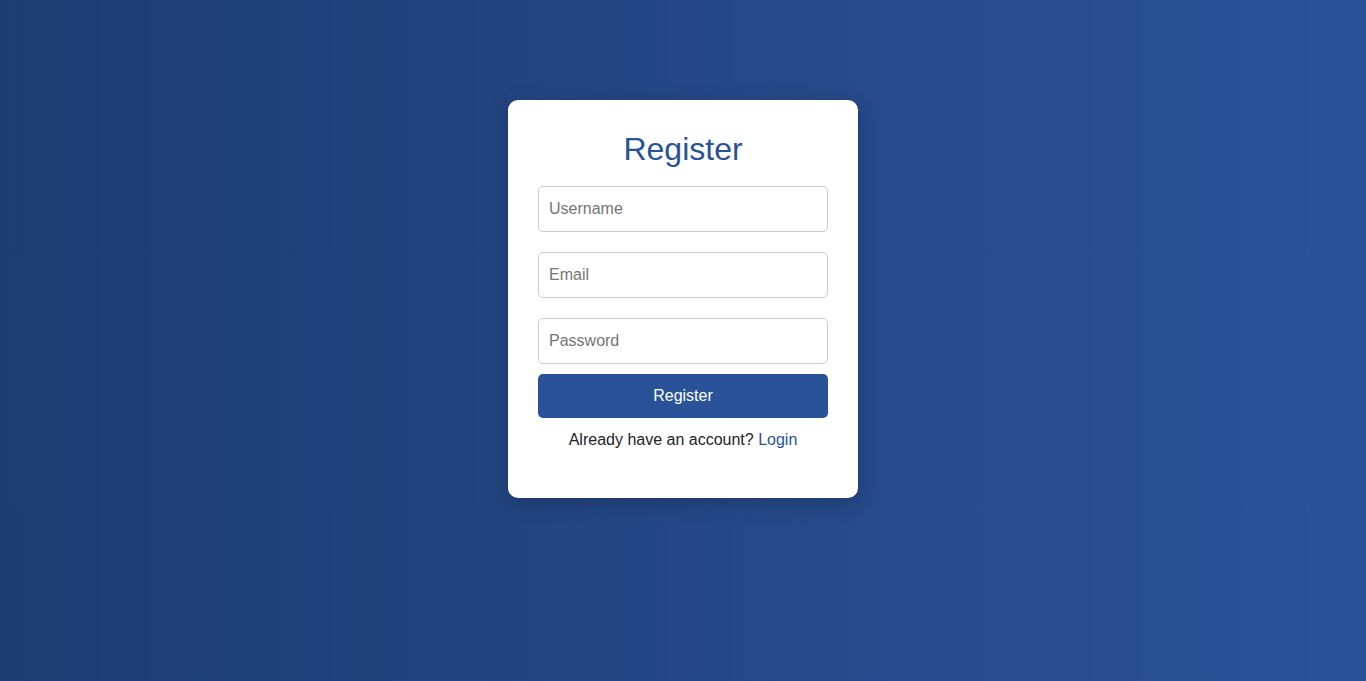 Register
Username
Email
Password
Register
Already have an account? Login